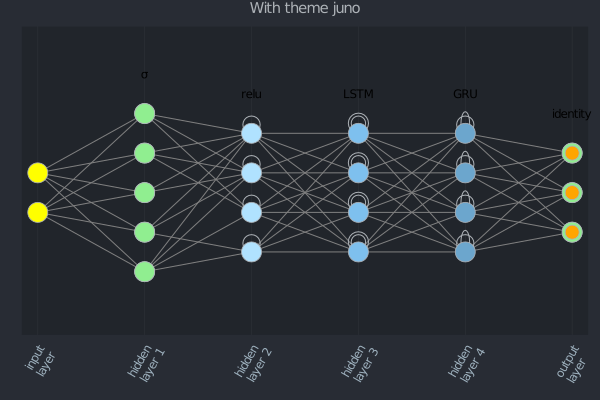 With theme juno
σ
relu
LSTM
GRU
identity
input
layer
hidden
layer 1
hidden
layer 2
hidden
layer 3
hidden
layer 4
output
layer